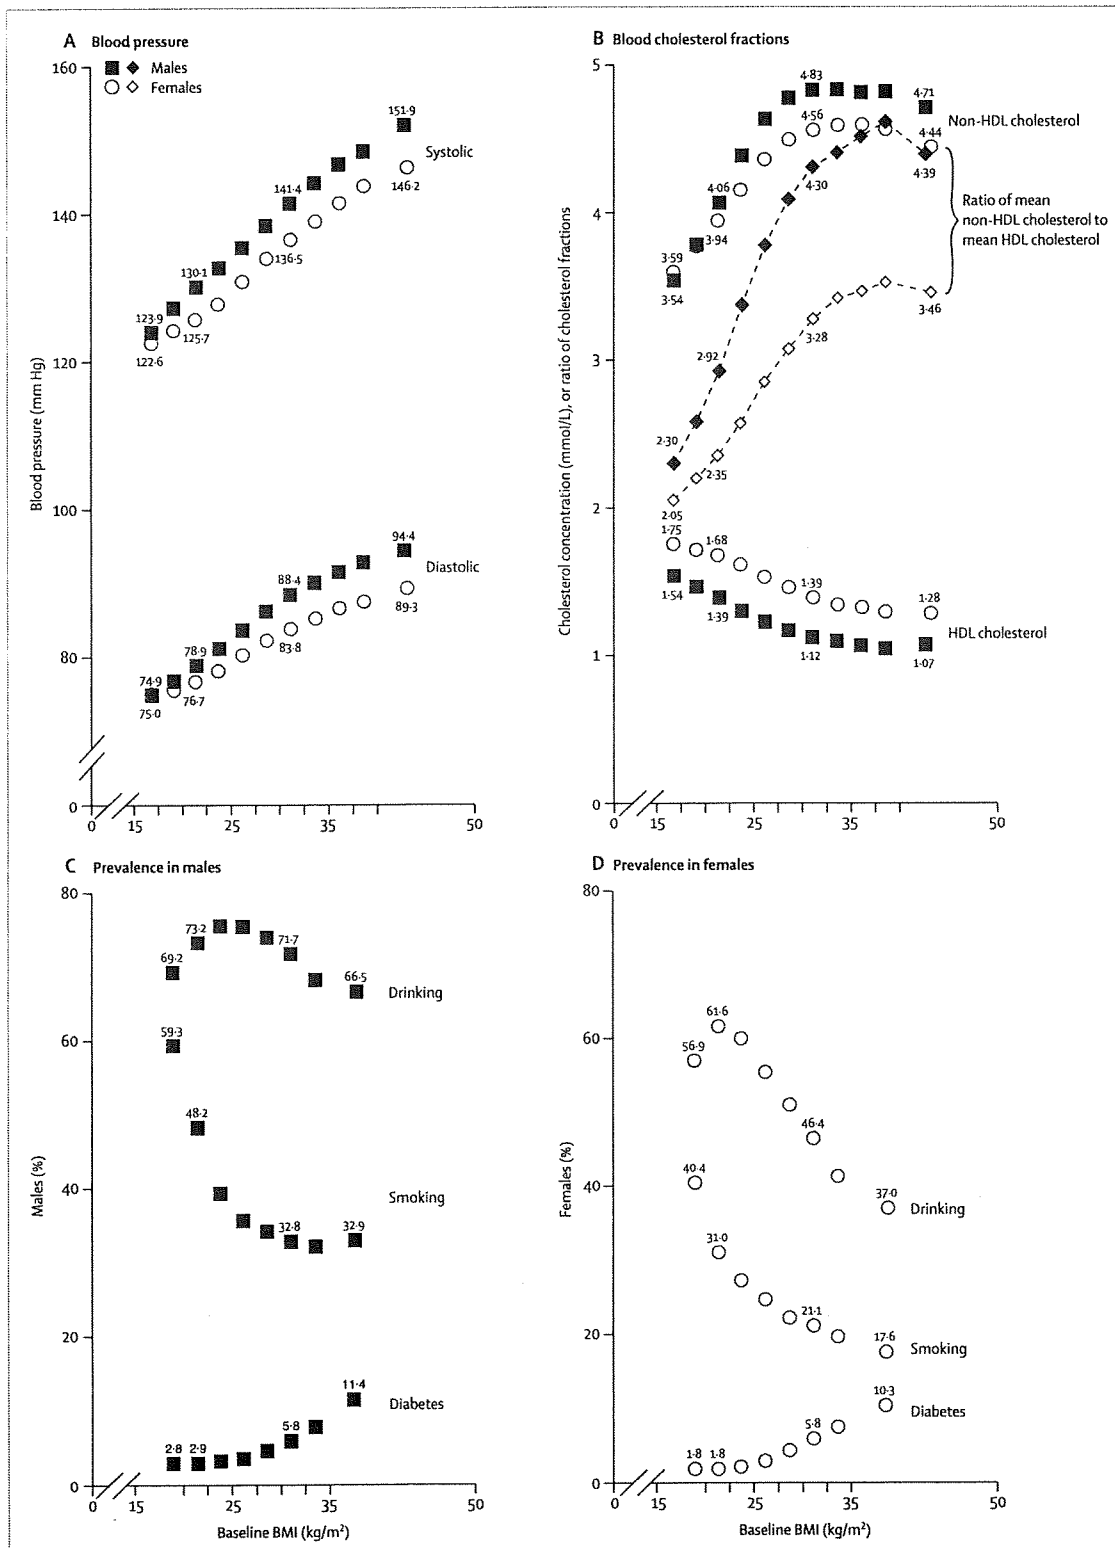 A Blood pressure
Males
Females
160
140
120
100
80
0
Blood pressure (mm Hg)
151·9
Systolic
141·4
146·2
136·5
130·1
123·9
125·7
122·6
94·4
Diastolic
88·4
89·3
83·8
78·9
74·9
76·7
75·0
0 15 25 35 50
B Blood cholesterol fractions
5
4
3
2
1
0
Cholesterol concentration (mmol/L), or ratio of cholesterol fractions
4·83
4·71
Non-HDL cholesterol
4·56
4·44
4·39
4·30
4·06
3·94
3·59
3·54
Ratio of mean
non-HDL cholesterol to
mean HDL cholesterol
3·46
3·28
2·92
2·30
2·35
2·05
1·75
1·68
1·39
1·28
1·54
1·39
HDL cholesterol
1·12
1·07
0 15 25 35 50
C Prevalence in males
80
60
40
20
0
Males (%)
73·2
71·7
69·2
66·5
Drinking
59·3
48·2
Smoking
32·8
32·9
11·4
Diabetes
5·8
2·8 2·9
0 15 25 35 50
Baseline BMI (kg/m²)
D Prevalence in females
80
60
40
20
0
Females (%)
61·6
56·9
46·4
40·4
37·0
Drinking
31·0
21·1
17·6
Smoking
10·3
Diabetes
5·8
1·8 1·8
0 15 25 35 50
Baseline BMI (kg/m²)